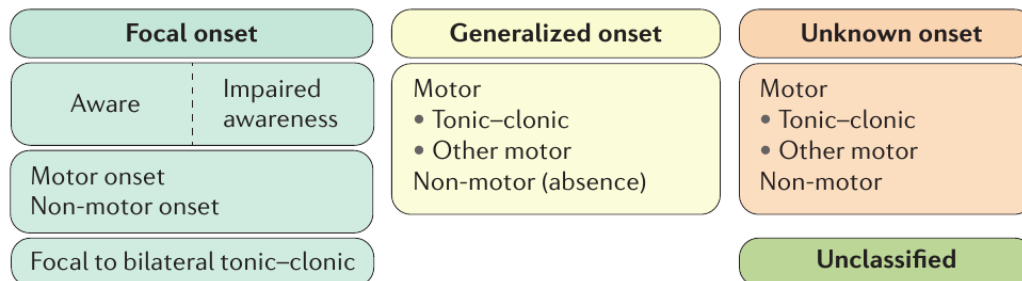 Focal onset
Aware
Impaired
awareness
Motor onset
Non-motor onset
Focal to bilateral tonic–clonic
Generalized onset
Motor
• Tonic–clonic
• Other motor
Non-motor (absence)
Unknown onset
Motor
• Tonic–clonic
• Other motor
Non-motor
Unclassified